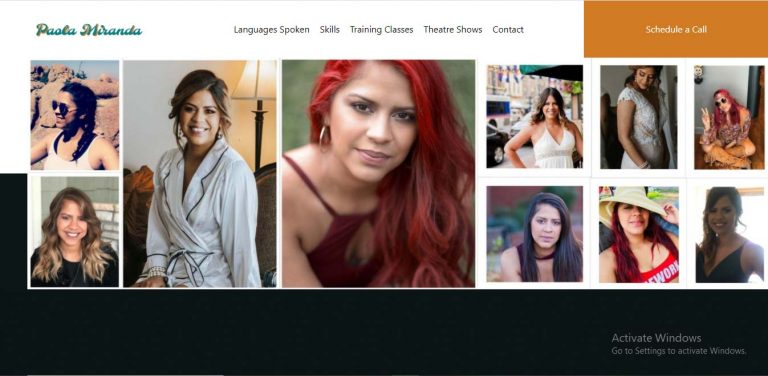 Paola Miranda
Languages Spoken Skills Training Classes Theatre Shows Contact
Schedule a Call
Activate Windows
Go to Settings to activate Windows.